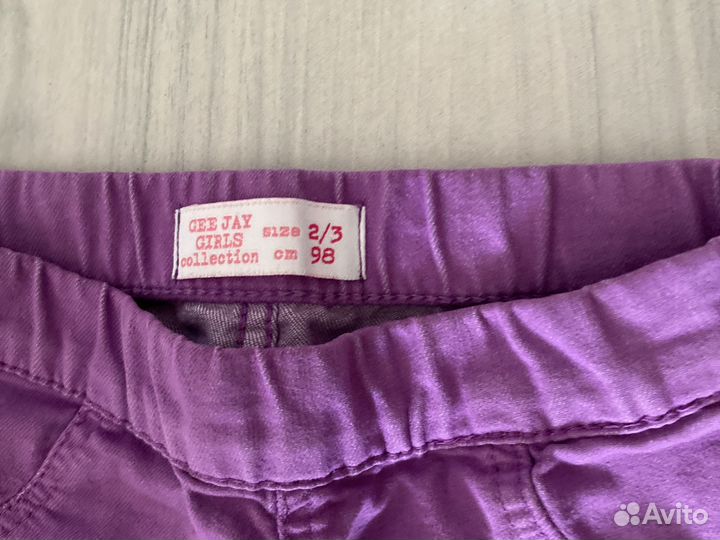 GEE JAY
GIRLS
collection
size 2/3
cm 98
Avito